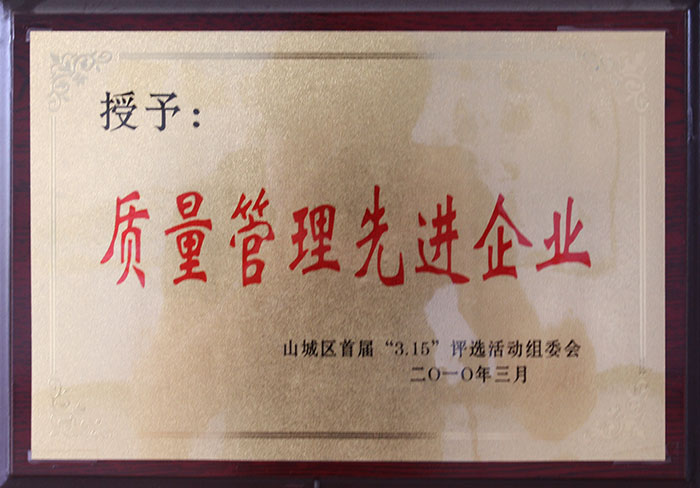 授予：
质量管理先进企业
山城区首届“3.15”评选活动组委会
二〇一〇年三月